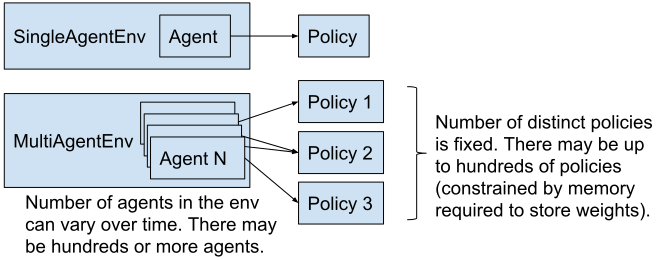 SingleAgentEnv
Agent
Policy
MultiAgentEnv
Agent N
Policy 1
Policy 2
Policy 3
Number of agents in the env
can vary over time. There may
be hundreds or more agents.
Number of distinct policies
is fixed. There may be up
to hundreds of policies
(constrained by memory
required to store weights).